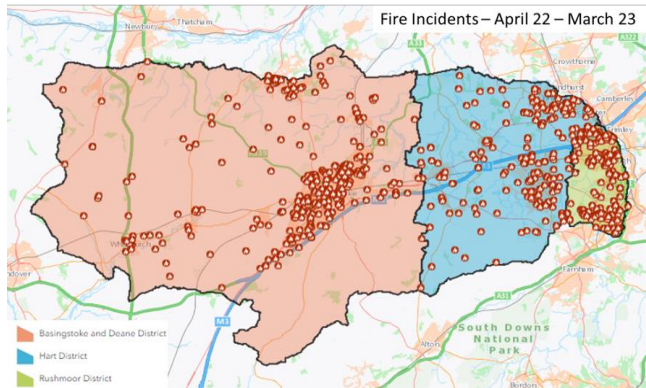 Fire Incidents – April 22 – March 23
Thatcham
Newbury
A33
A322
Crowthorne
Camberley
M3
Farnham
A31
Alton
South Downs
National
Park
Bordon
Basingstoke and Deane District
Hart District
Rushmoor District